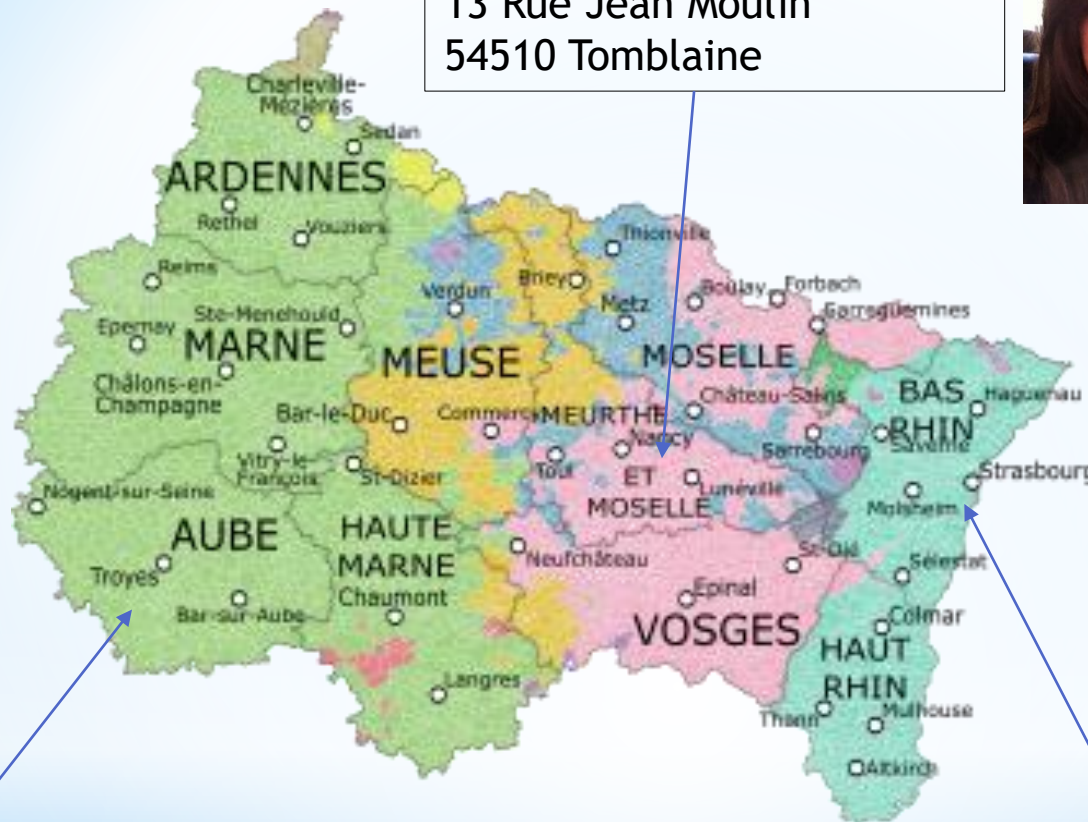 13 Rue Jean Moulin
54510 Tomblaine
Charleville-
Mézières
Sedan
ARDENNES
Rethel
Vouziers
Reims
Thionville
Briey
Boulay
Forbach
Verdun
Metz
Sarreguemines
Ste-Menehould
Epernay
MARNE
MEUSE
MOSELLE
Châlons-en-
Champagne
Château-Salins
BAS
RHIN
Haguenau
Bar-le-Duc
Commercy
MEURTHE
Nancy
Sarrebourg
Saverne
Vitry-le-
François
St-Dizier
Toul
ET
MOSELLE
Lunéville
Strasbourg
Nogent-sur-Seine
Molsheim
AUBE
HAUTE
MARNE
Neufchâteau
St-Dié
Sélestat
Troyes
Chaumont
Epinal
Bar-sur-Aube
VOSGES
Colmar
HAUT
RHIN
Langres
Thann
Mulhouse
Altkirch